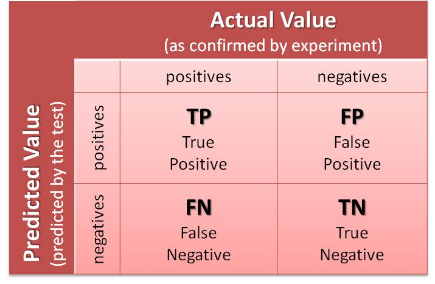 Actual Value
(as confirmed by experiment)
positives negatives
Predicted Value
(predicted by the test)
positives
TP
True
Positive
FP
False
Positive
negatives
FN
False
Negative
TN
True
Negative